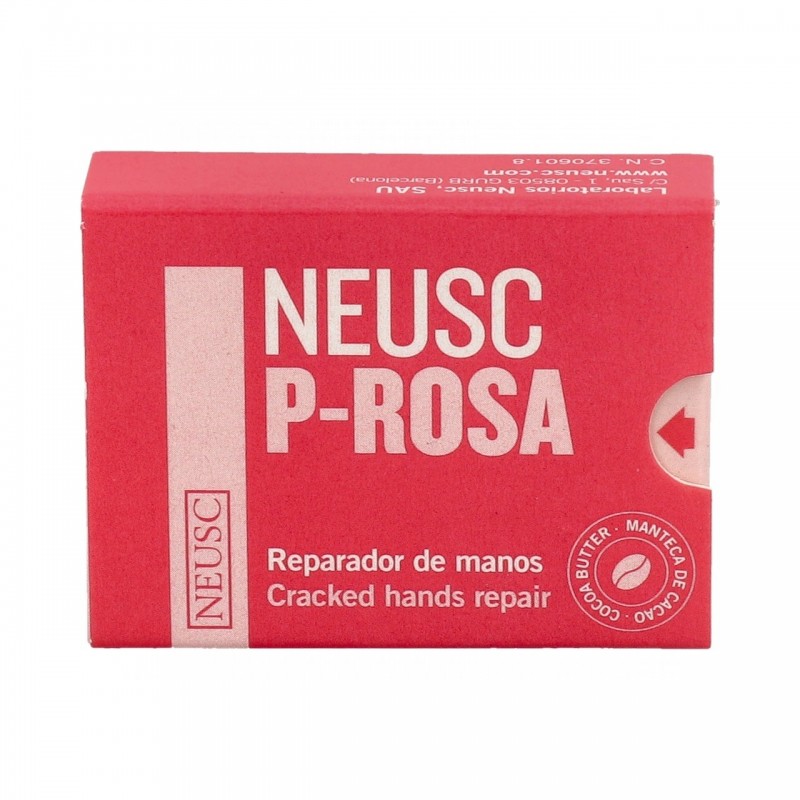 Laboratorios Neusc, SAU
C/ Sau, 1 - 08503 GURB (Barcelona)
www.neusc.com
C.N. 370601.8
NEUSC
P-ROSA
NEUSC
Reparador de manos
Cracked hands repair
COCOA BUTTER · MANTECA DE CACAO ·